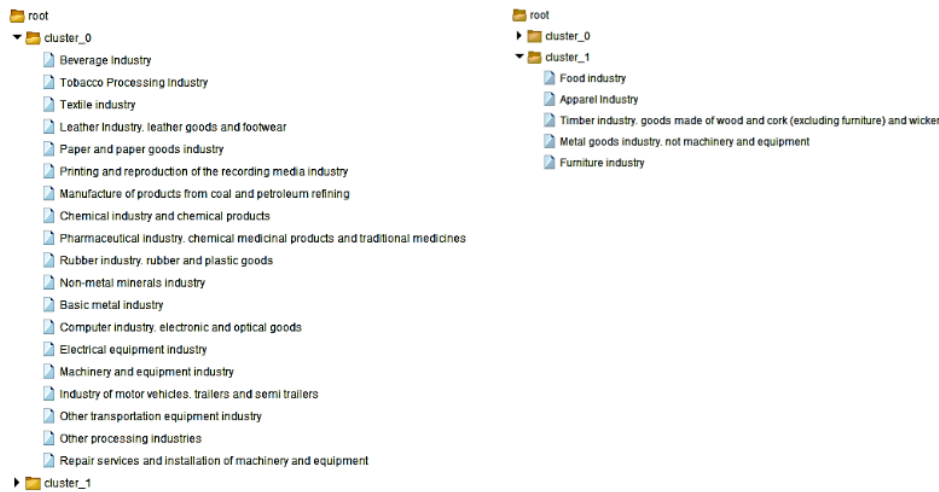 root
cluster_0
Beverage Industry
Tobacco Processing Industry
Textile industry
Leather Industry. leather goods and footwear
Paper and paper goods industry
Printing and reproduction of the recording media industry
Manufacture of products from coal and petroleum refining
Chemical industry and chemical products
Pharmaceutical industry. chemical medicinal products and traditional medicines
Rubber industry. rubber and plastic goods
Non-metal minerals industry
Basic metal industry
Computer industry. electronic and optical goods
Electrical equipment industry
Machinery and equipment industry
Industry of motor vehicles. trailers and semi trailers
Other transportation equipment industry
Other processing industries
Repair services and installation of machinery and equipment
cluster_1
root
cluster_0
cluster_1
Food industry
Apparel Industry
Timber industry. goods made of wood and cork (excluding furniture) and wicker
Metal goods industry. not machinery and equipment
Furniture industry